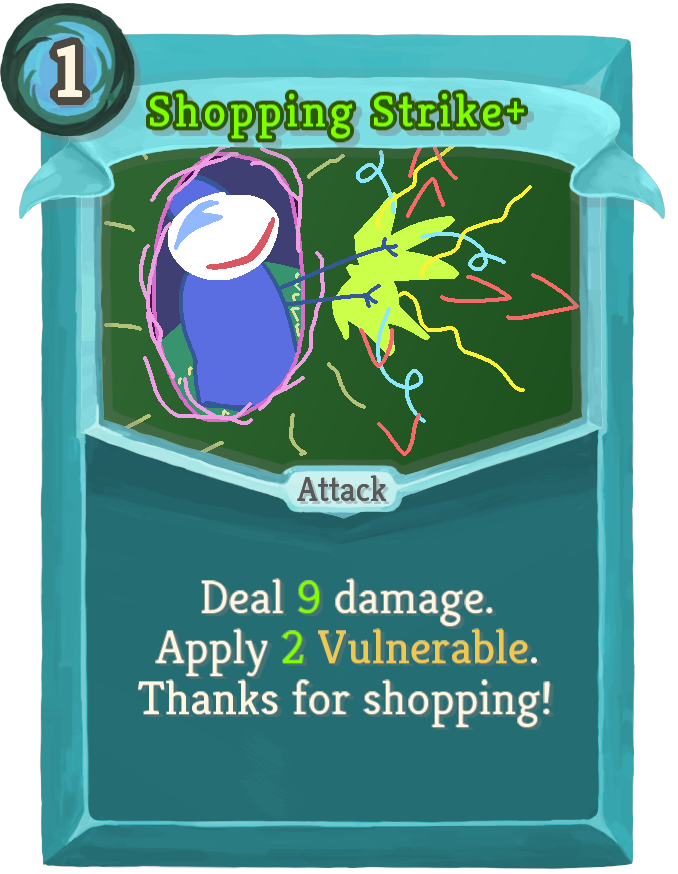 1
Shopping Strike+
Attack
Deal 9 damage.
Apply 2 Vulnerable.
Thanks for shopping!